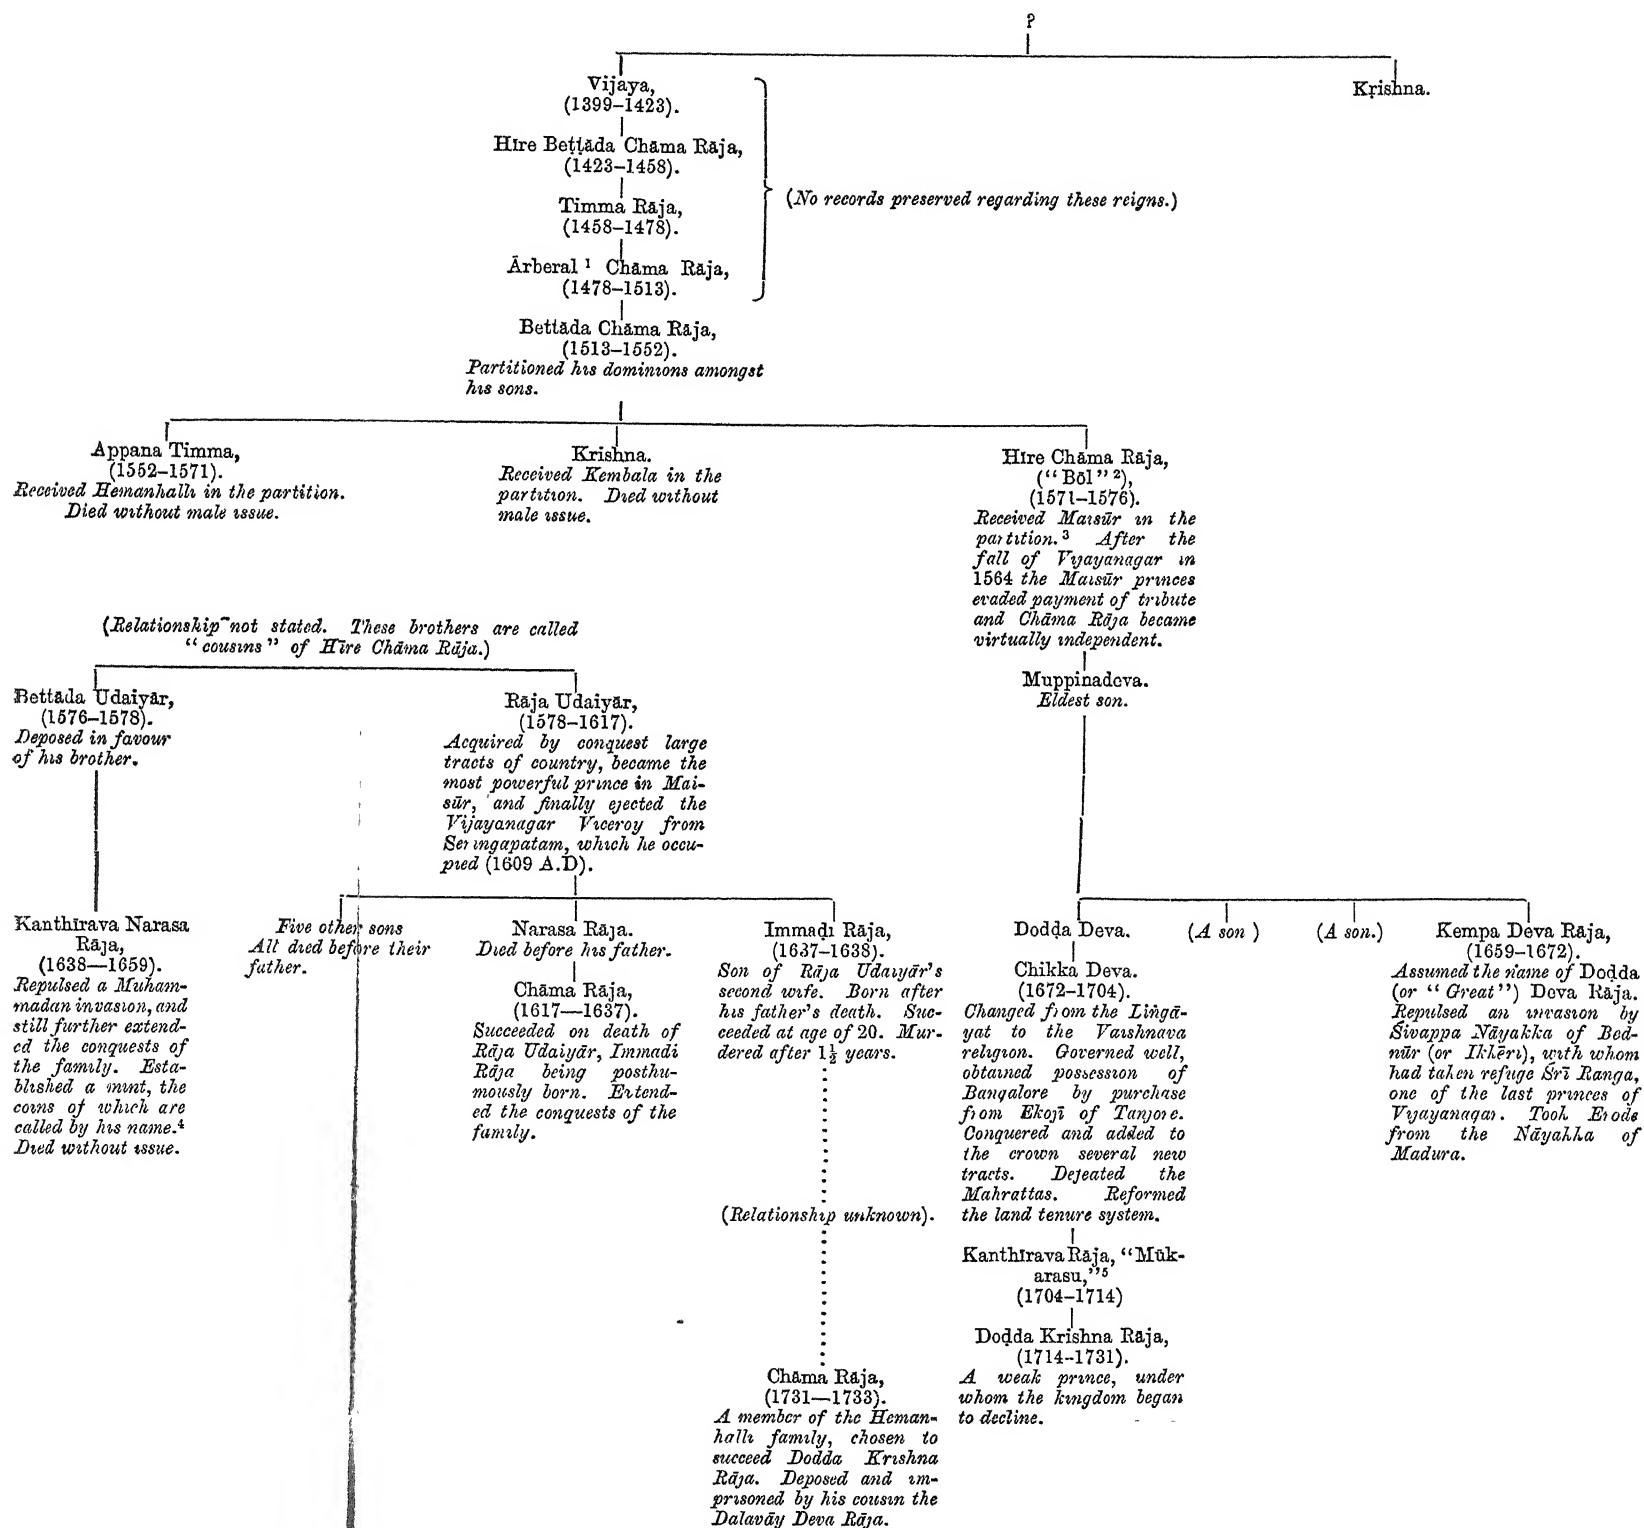 ?
Vijaya,
(1399–1423).
Kṛishna.
Hīre Beṭṭāda Chāma Rāja,
(1423–1458).
Timma Rāja,
(1458–1478).
Ārberal ¹ Chāma Rāja,
(1478–1513).
(No records preserved regarding these reigns.)
Bettāda Chāma Rāja,
(1513–1552).
Partitioned his dominions amongst
his sons.
Appana Timma,
(1552–1571).
Received Hemanhalli in the partition.
Died without male issue.
Krishna.
Received Kembala in the
partition. Died without
male issue.
Hīre Chāma Rāja,
(“Bōl” ²),
(1571–1576).
Received Maisūr in the
partition.³ After the
fall of Vijayanagar in
1564 the Maisūr princes
evaded payment of tribute
and Chāma Rāja became
virtually independent.
Muppinadeva.
Eldest son.
(Relationship not stated. These brothers are called
“cousins” of Hīre Chāma Rāja.)
Bettāda Udaiyār,
(1576–1578).
Deposed in favour
of his brother.
Rāja Udaiyār,
(1578–1617).
Acquired by conquest large
tracts of country, became the
most powerful prince in Mai-
sūr, and finally ejected the
Vijayanagar Viceroy from
Seringapatam, which he occu-
pied (1609 A.D).
Kanthīrava Narasa
Rāja,
(1638—1659).
Repulsed a Muham-
madan invasion, and
still further extend-
ed the conquests of
the family. Esta-
blished a mint, the
coins of which are
called by his name.⁴
Died without issue.
Five other sons
All died before their
father.
Narasa Rāja.
Died before his father.
Chāma Rāja,
(1617—1637).
Succeeded on death of
Rāja Udaiyār, Immadi
Rāja being posthu-
mously born. Extend-
ed the conquests of the
family.
Immaḍi Rāja,
(1637–1638).
Son of Rāja Udaiyār’s
second wife. Born after
his father’s death. Suc-
ceeded at age of 20. Mur-
dered after 1½ years.
(Relationship unknown).
Chāma Rāja,
(1731—1733).
A member of the Heman-
halli family, chosen to
succeed Dodda Krishna
Rāja. Deposed and im-
prisoned by his cousin the
Dalavāy Deva Rāja.
Doḍḍa Deva.
Chikka Deva.
(1672–1704).
Changed from the Lingā-
yat to the Vaishnava
religion. Governed well,
obtained possession of
Bangalore by purchase
from Ekojī of Tanjore.
Conquered and added to
the crown several new
tracts. Defeated the
Mahrattas. Reformed
the land tenure system.
Kanthīrava Rāja, “Mūk-
arasu,”⁵
(1704–1714)
Doḍda Krishna Rāja,
(1714–1731).
A weak prince, under
whom the kingdom began
to decline.
(A son )
(A son.)
Kempa Dēva Rāja,
(1659–1672).
Assumed the name of Doḍḍa
(or “Great”) Deva Rāja.
Repulsed an invasion by
Śivappa Nāyakka of Bed-
nūr (or Ikkēri), with whom
had taken refuge Śrī Ranga,
one of the last princes of
Vijayanagar. Took Erode
from the Nāyakka of
Madura.